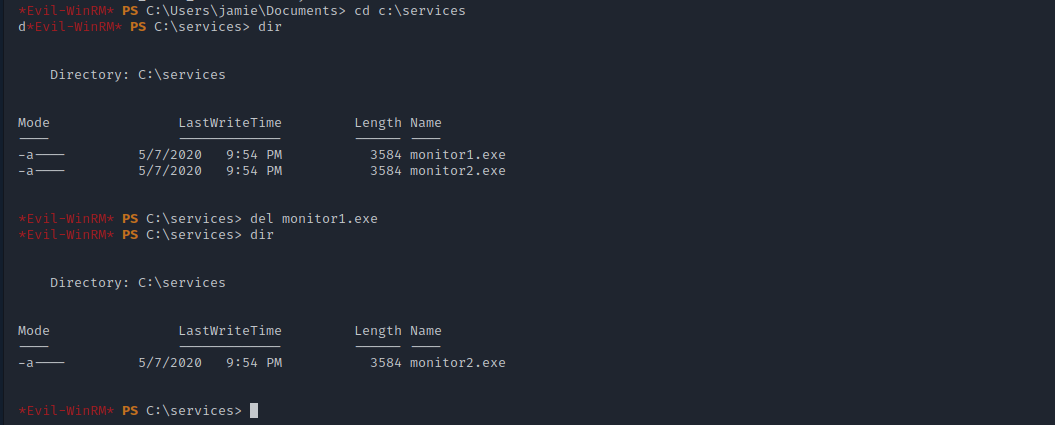 *Evil-WinRM* PS C:\Users\jamie\Documents> cd c:\services
d*Evil-WinRM* PS C:\services> dir
Directory: C:\services
Mode LastWriteTime Length Name
---- ------------- ------ ----
-a---- 5/7/2020 9:54 PM 3584 monitor1.exe
-a---- 5/7/2020 9:54 PM 3584 monitor2.exe
*Evil-WinRM* PS C:\services> del monitor1.exe
*Evil-WinRM* PS C:\services> dir
Directory: C:\services
Mode LastWriteTime Length Name
---- ------------- ------ ----
-a---- 5/7/2020 9:54 PM 3584 monitor2.exe
*Evil-WinRM* PS C:\services>